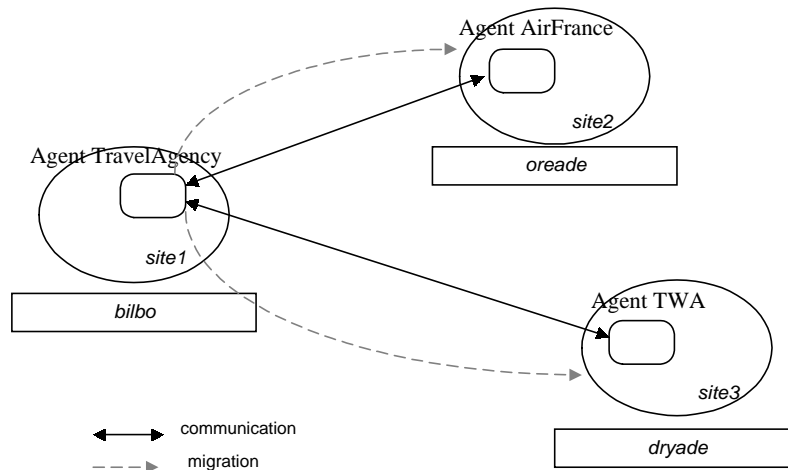 Agent AirFrance
site2
oreade
Agent TravelAgency
site1
bilbo
Agent TWA
site3
dryade
communication
migration